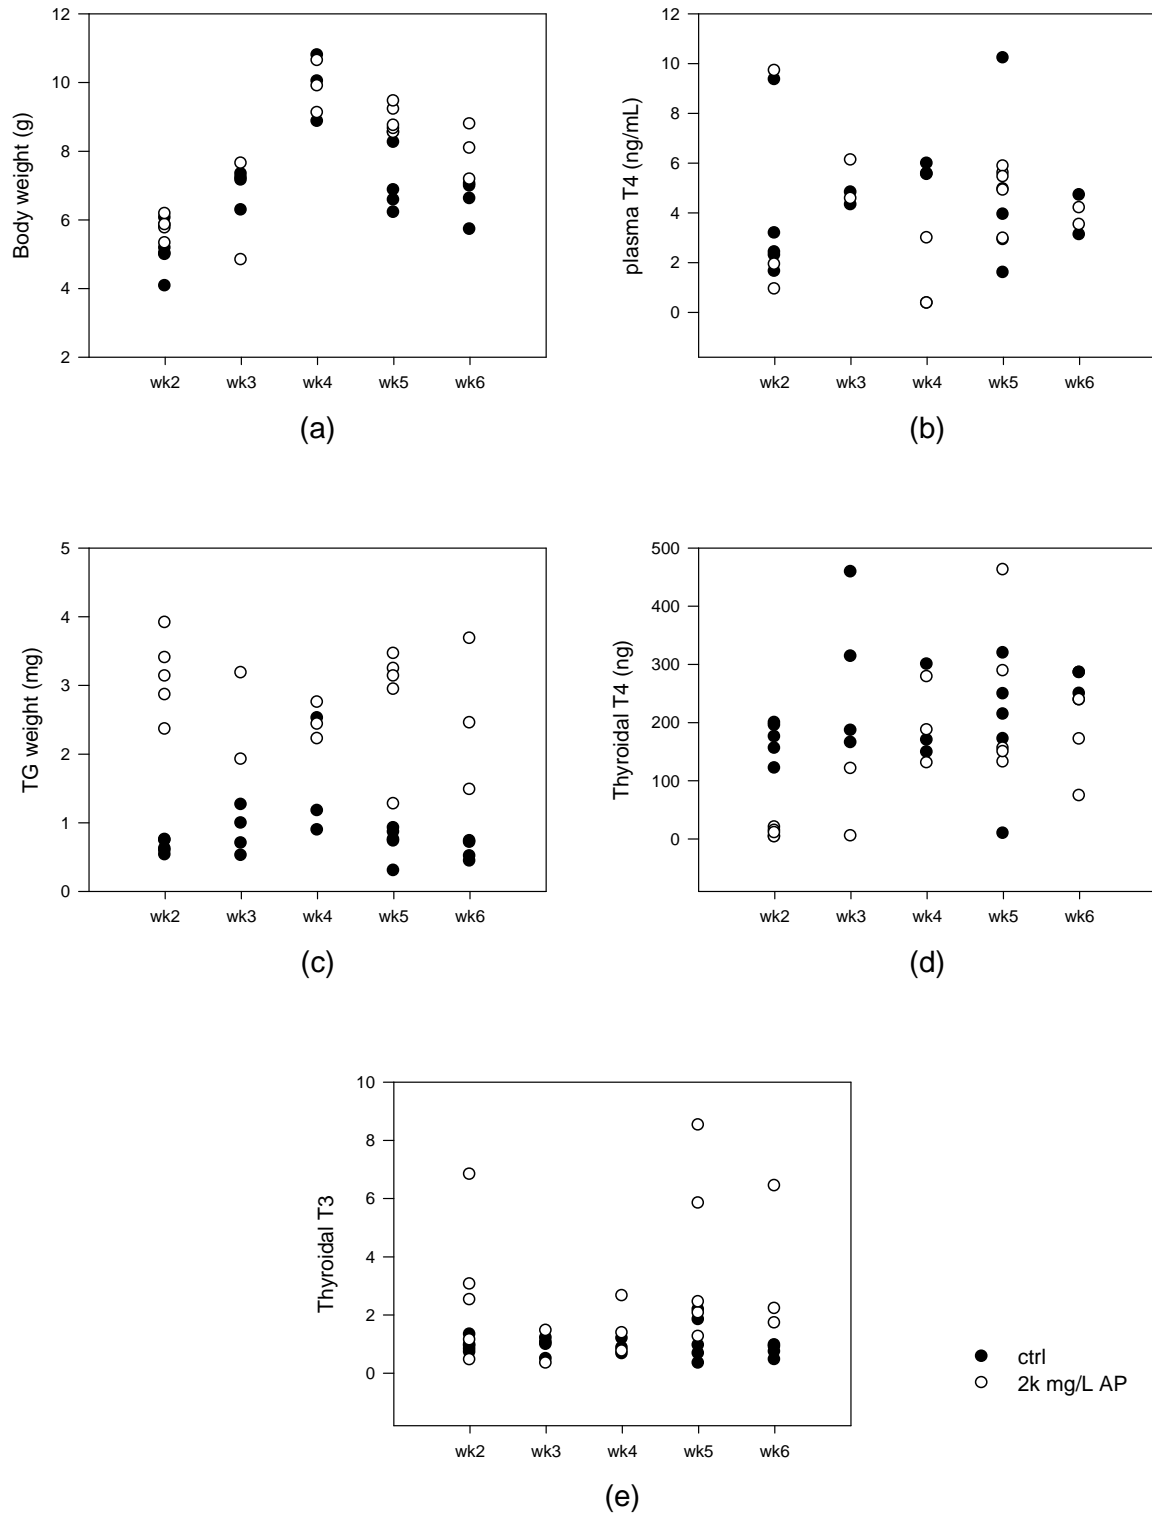 12
10
8
6
4
2
Body weight (g)
wk2 wk3 wk4 wk5 wk6
(a)
12
10
8
6
4
2
0
plasma T4 (ng/mL)
wk2 wk3 wk4 wk5 wk6
(b)
5
4
3
2
1
0
TG weight (mg)
wk2 wk3 wk4 wk5 wk6
(c)
500
400
300
200
100
0
Thyroidal T4 (ng)
wk2 wk3 wk4 wk5 wk6
(d)
10
8
6
4
2
0
Thyroidal T3
wk2 wk3 wk4 wk5 wk6
(e)
ctrl
2k mg/L AP